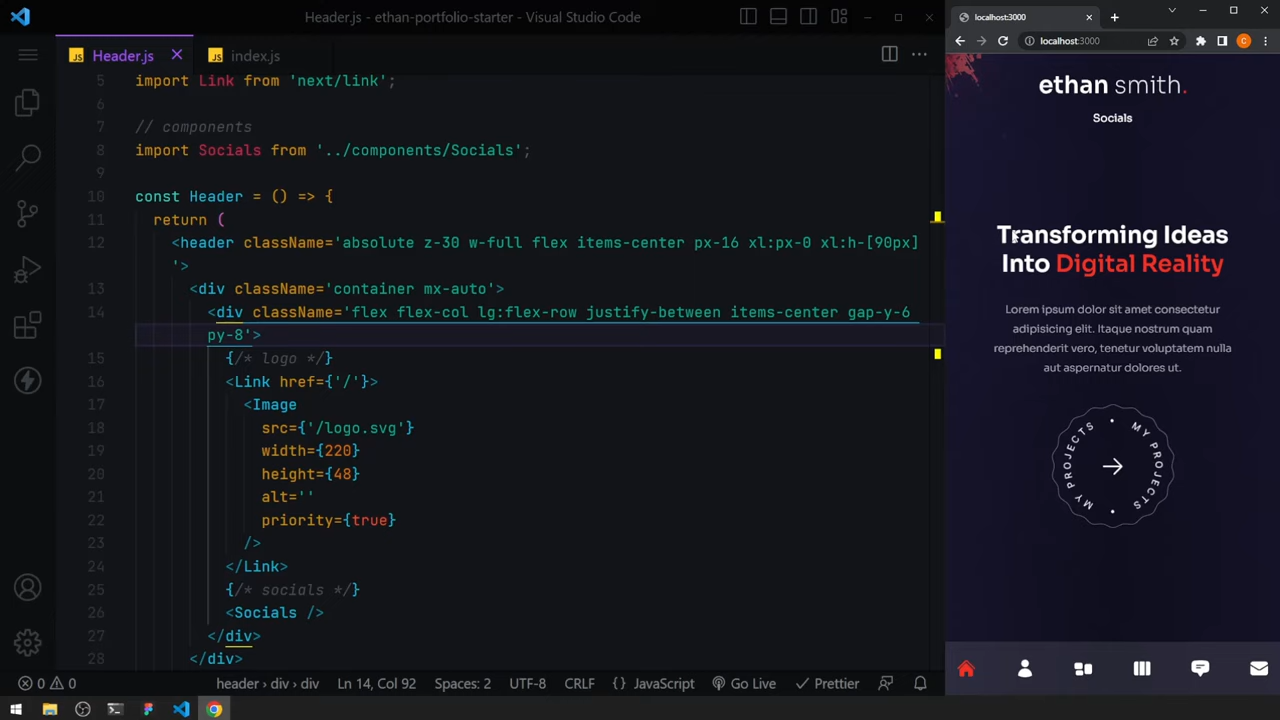 Header.js - ethan-portfolio-starter - Visual Studio Code
JS Header.js
JS index.js
5 import Link from 'next/link';
6
7 // components
8 import Socials from '../components/Socials';
9
10 const Header = () => {
11 return (
12 <header className='absolute z-30 w-full flex items-center px-16 xl:px-0 xl:h-[90px]
'>
13 <div className='container mx-auto'>
14 <div className='flex flex-col lg:flex-row justify-between items-center gap-y-6
py-8'>
15 {/* logo */}
16 <Link href={'/'}>
17 <Image
18 src={'/logo.svg'}
19 width={220}
20 height={48}
21 alt=''
22 priority={true}
23 />
24 </Link>
25 {/* socials */}
26 <Socials />
27 </div>
28 </div>
0 0
header › div › div
Ln 14, Col 92
Spaces: 2
UTF-8
CRLF
{} JavaScript
Go Live
Prettier
localhost:3000
localhost:3000
C
ethan smith.
Socials
Transforming Ideas
Into Digital Reality
Lorem ipsum dolor sit amet consectetur
adipisicing elit. Itaque nostrum quam
reprehenderit vero, tenetur voluptatem nulla
aut aspernatur dolores ut.
MY PROJECTS • MY PROJECTS •